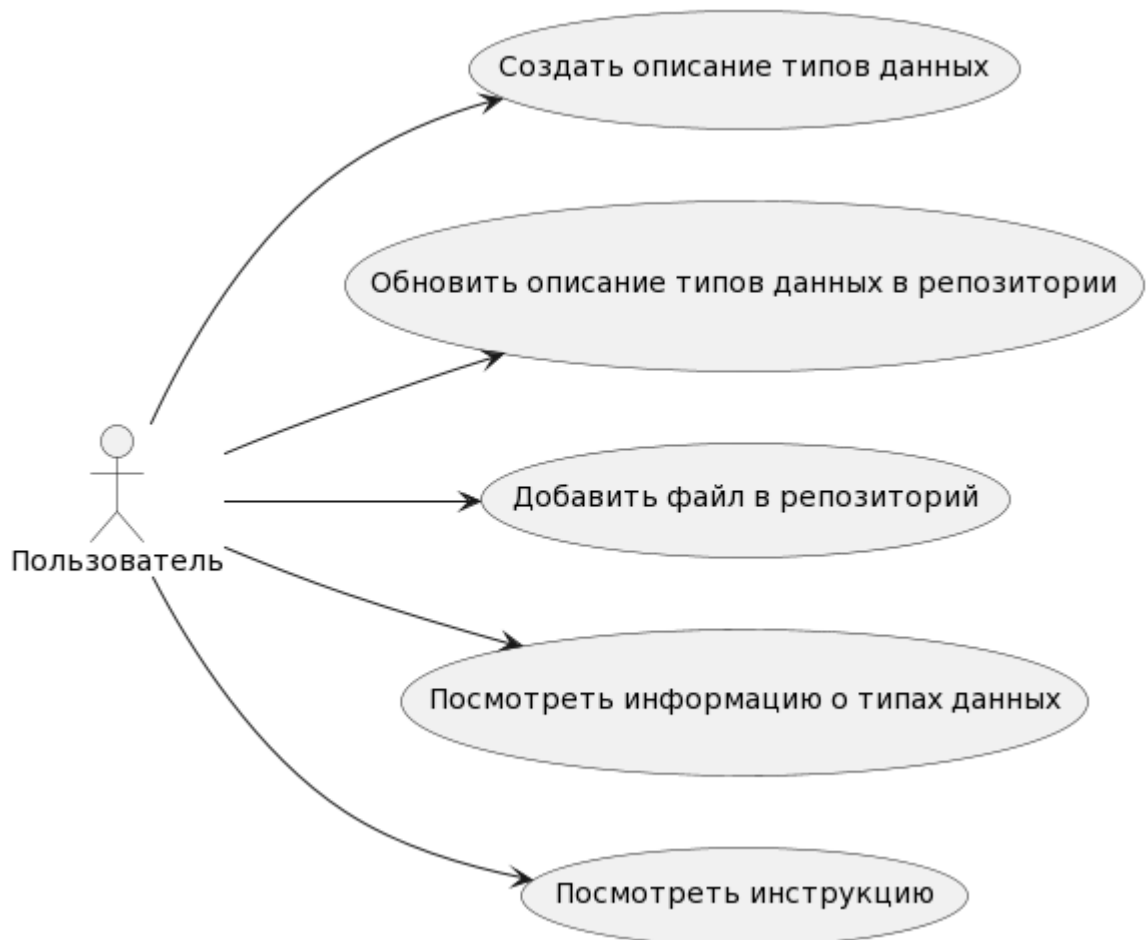 Создать описание типов данных
Обновить описание типов данных в репозитории
Добавить файл в репозиторий
Пользователь
Посмотреть информацию о типах данных
Посмотреть инструкцию